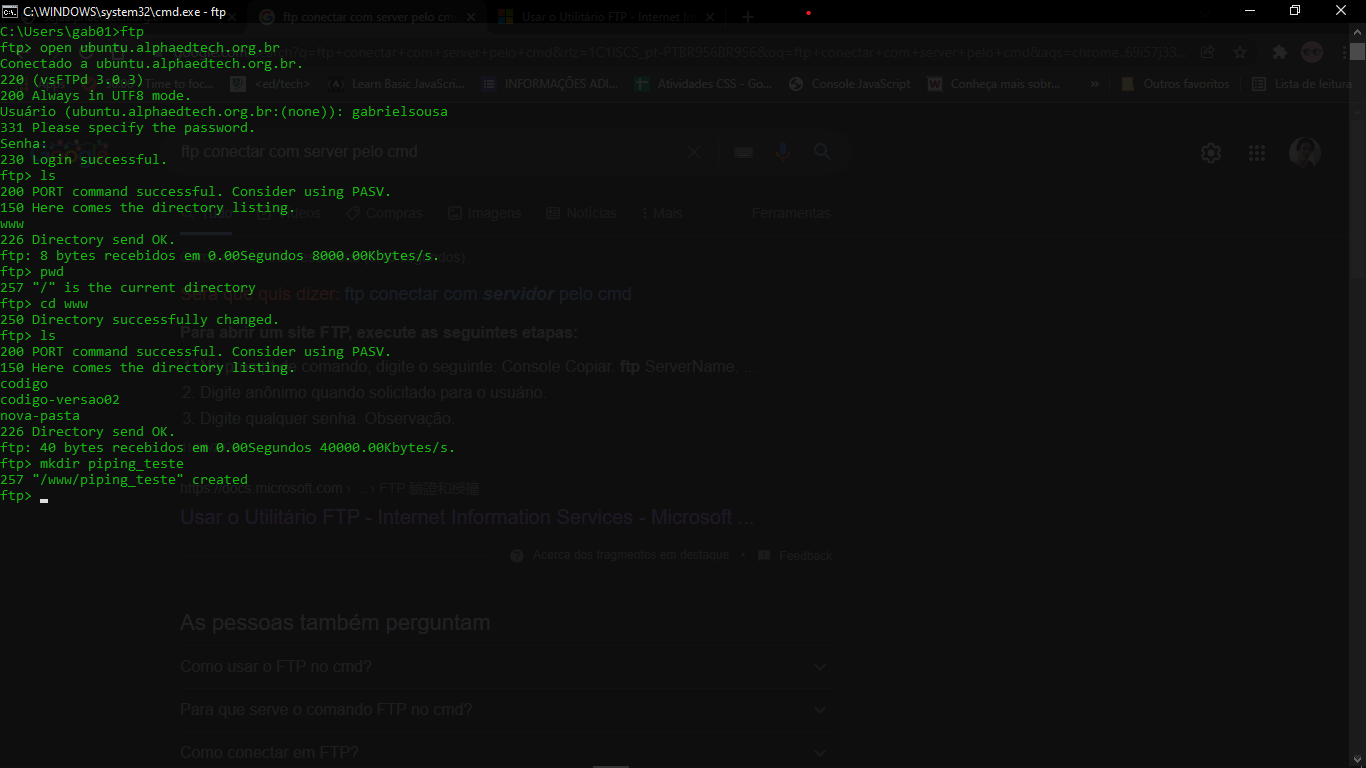 C:\WINDOWS\system32\cmd.exe - ftp
ftp conectar com server pelo cm
Usar o Utilitário FTP - Internet In
C:\Users\gab01>ftp
ftp> open ubuntu.alphaedtech.org.br
Conectado a ubuntu.alphaedtech.org.br.
220 (vsFTPd 3.0.3)
Time to foc...
<ed/tech>
Learn Basic JavaScri...
INFORMAÇÕES ADI...
Atividades CSS - Go...
Console JavaScript
Conheça mais sobr...
»
Outros favoritos
Lista de leitura
200 Always in UTF8 mode.
Usuário (ubuntu.alphaedtech.org.br:(none)): gabrielsousa
331 Please specify the password.
Senha:
ftp conectar com server pelo cmd
230 Login successful.
ftp> ls
200 PORT command successful. Consider using PASV.
150 Here comes the directory listing.
Compras
Imagens
Notícias
Mais
Ferramentas
www
226 Directory send OK.
ftp: 8 bytes recebidos em 0.00Segundos 8000.00Kbytes/s.
ftp> pwd
257 "/" is the current directory
Será que quis dizer: ftp conectar com servidor pelo cmd
ftp> cd www
250 Directory successfully changed.
Para abrir um site FTP, execute as seguintes etapas:
ftp> ls
200 PORT command successful. Consider using PASV.
150 Here comes the directory listing.
comando, digite o seguinte: Console Copiar. ftp ServerName. ...
codigo
2. Digite anônimo quando solicitado para o usuário.
codigo-versao02
nova-pasta
3. Digite qualquer senha. Observação.
226 Directory send OK.
ftp: 40 bytes recebidos em 0.00Segundos 40000.00Kbytes/s.
ftp> mkdir piping_teste
257 "/www/piping_teste" created
https://docs.microsoft.com › ... › FTP
ftp>
Usar o Utilitário FTP - Internet Information Services - Microsoft ...
Acerca dos fragmentos em destaque
•
Feedback
As pessoas também perguntam
Como usar o FTP no cmd?
Para que serve o comando FTP no cmd?
Como conectar em FTP?